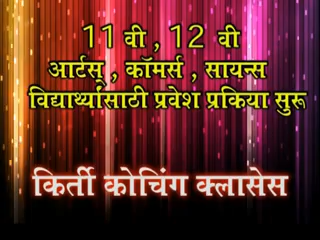 11 वी , 12 वी
आर्टस् , कॉमर्स , सायन्स
विद्यार्थ्यांसाठी प्रवेश प्रकिया सुरू
किर्ती कोचिंग क्लासेस